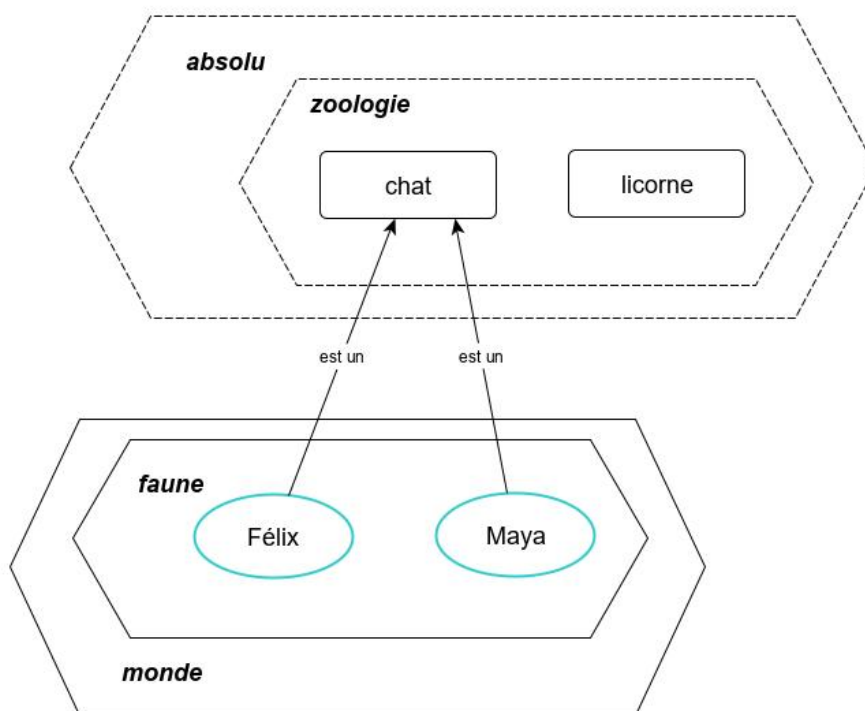 absolu
zoologie
chat
licorne
est un
est un
faune
Félix
Maya
monde